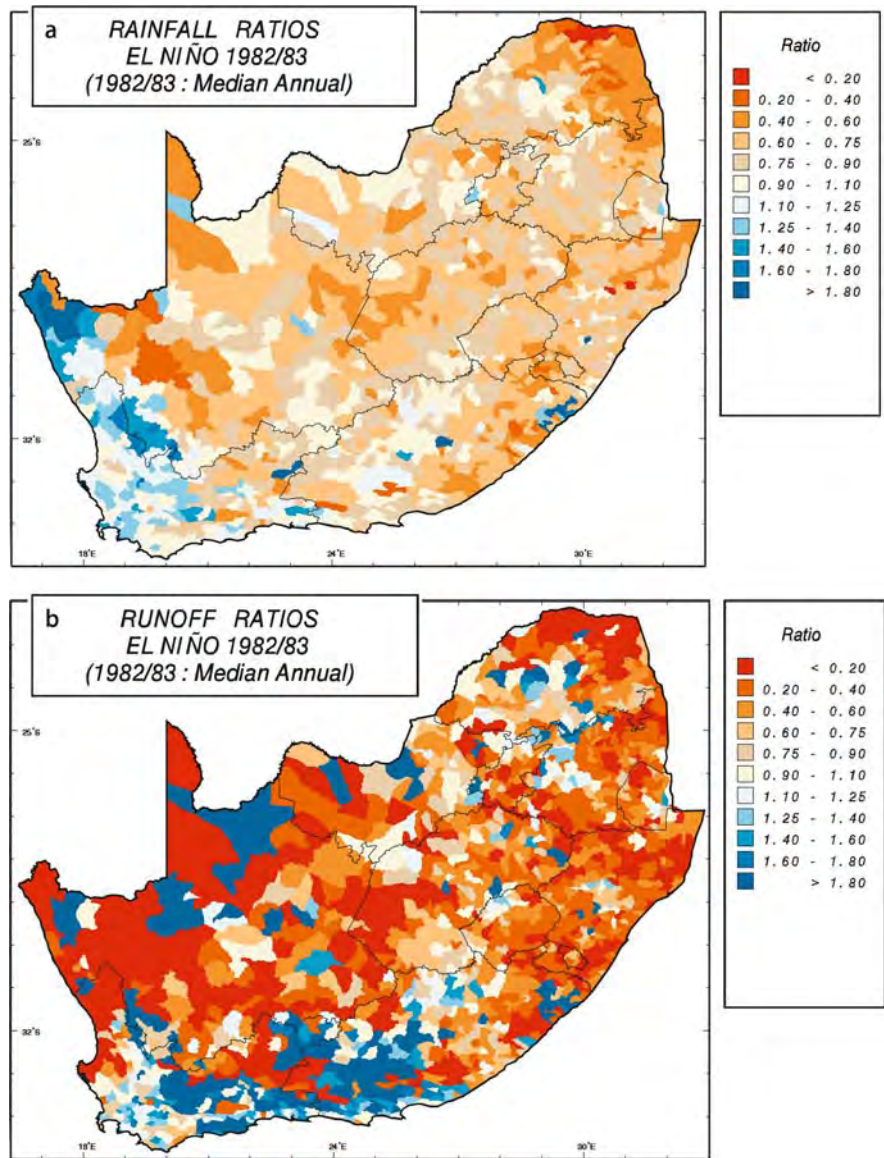 a
RAINFALL RATIOS
EL NIÑO 1982/83
(1982/83 : Median Annual)
Ratio
< 0.20
0.20 - 0.40
0.40 - 0.60
0.60 - 0.75
0.75 - 0.90
0.90 - 1.10
1.10 - 1.25
1.25 - 1.40
1.40 - 1.60
1.60 - 1.80
> 1.80
25°S
32°S
18°E
24°E
30°E
b
RUNOFF RATIOS
EL NIÑO 1982/83
(1982/83 : Median Annual)
Ratio
< 0.20
0.20 - 0.40
0.40 - 0.60
0.60 - 0.75
0.75 - 0.90
0.90 - 1.10
1.10 - 1.25
1.25 - 1.40
1.40 - 1.60
1.60 - 1.80
> 1.80
25°S
32°S
18°E
24°E
30°E